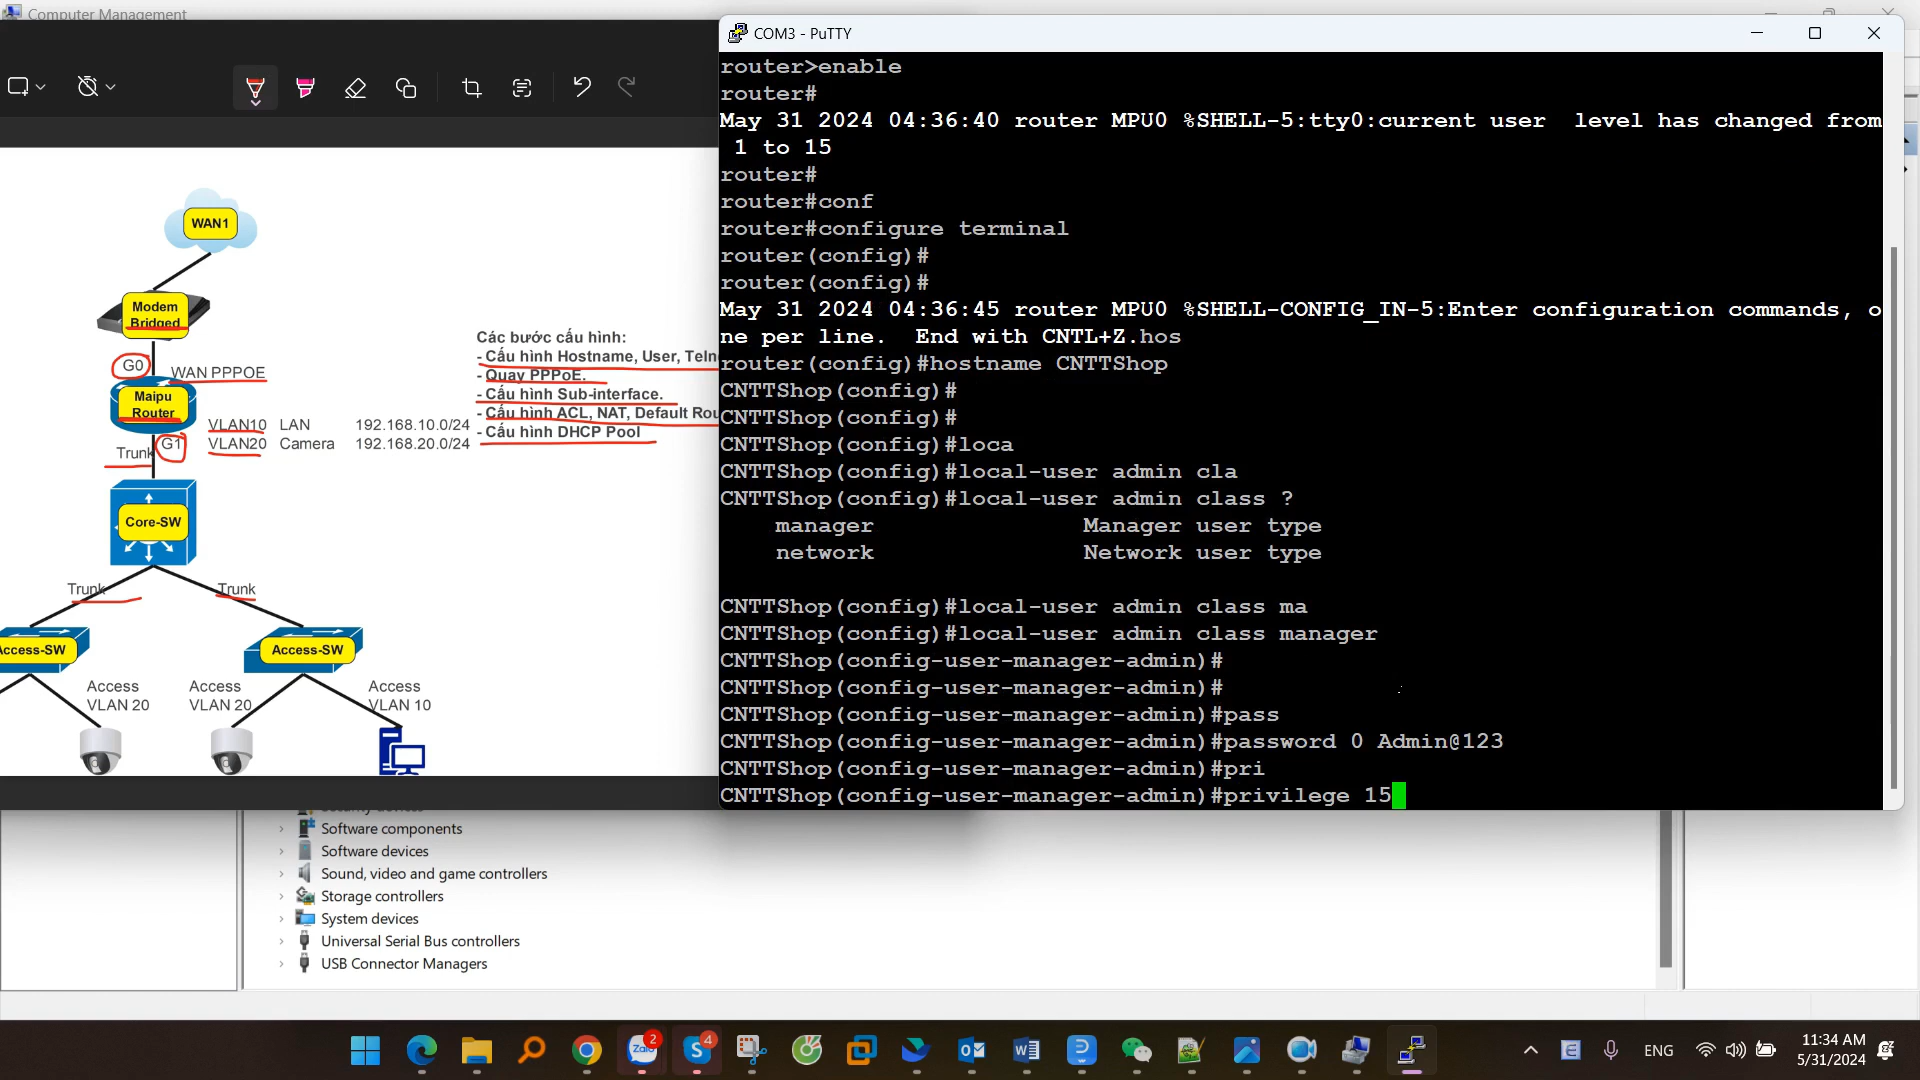 Computer Management
COM3 - PuTTY
router>enable
router#
May 31 2024 04:36:40 router MPU0 %SHELL-5:tty0:current user  level has changed from
1 to 15
router#
router#conf
router#configure terminal
router(config)#
router(config)#
May 31 2024 04:36:45 router MPU0 %SHELL-CONFIG_IN-5:Enter configuration commands, o
ne per line.  End with CNTL+Z.hos
router(config)#hostname CNTTShop
CNTTShop(config)#
CNTTShop(config)#
CNTTShop(config)#loca
CNTTShop(config)#local-user admin cla
CNTTShop(config)#local-user admin class ?
manager Manager user type
network Network user type
CNTTShop(config)#local-user admin class ma
CNTTShop(config)#local-user admin class manager
CNTTShop(config-user-manager-admin)#
CNTTShop(config-user-manager-admin)#
CNTTShop(config-user-manager-admin)#pass
CNTTShop(config-user-manager-admin)#password 0 Admin@123
CNTTShop(config-user-manager-admin)#pri
CNTTShop(config-user-manager-admin)#privilege 15
WAN1
Modem
Bridged
G0
WAN PPPOE
Maipu
Router
VLAN10 LAN 192.168.10.0/24
VLAN20 Camera 192.168.20.0/24
G1
Trunk
Các bước cấu hình:
- Cấu hình Hostname, User, Teln
- Quay PPPoE.
- Cấu hình Sub-interface.
- Cấu hình ACL, NAT, Default Rou
- Cấu hình DHCP Pool
Core-SW
Trunk
Trunk
Access-SW
Access-SW
Access
VLAN 20
Access
VLAN 20
Access
VLAN 10
Software components
Software devices
Sound, video and game controllers
Storage controllers
System devices
Universal Serial Bus controllers
USB Connector Managers
Zalo
2
4
ENG
11:34 AM
5/31/2024